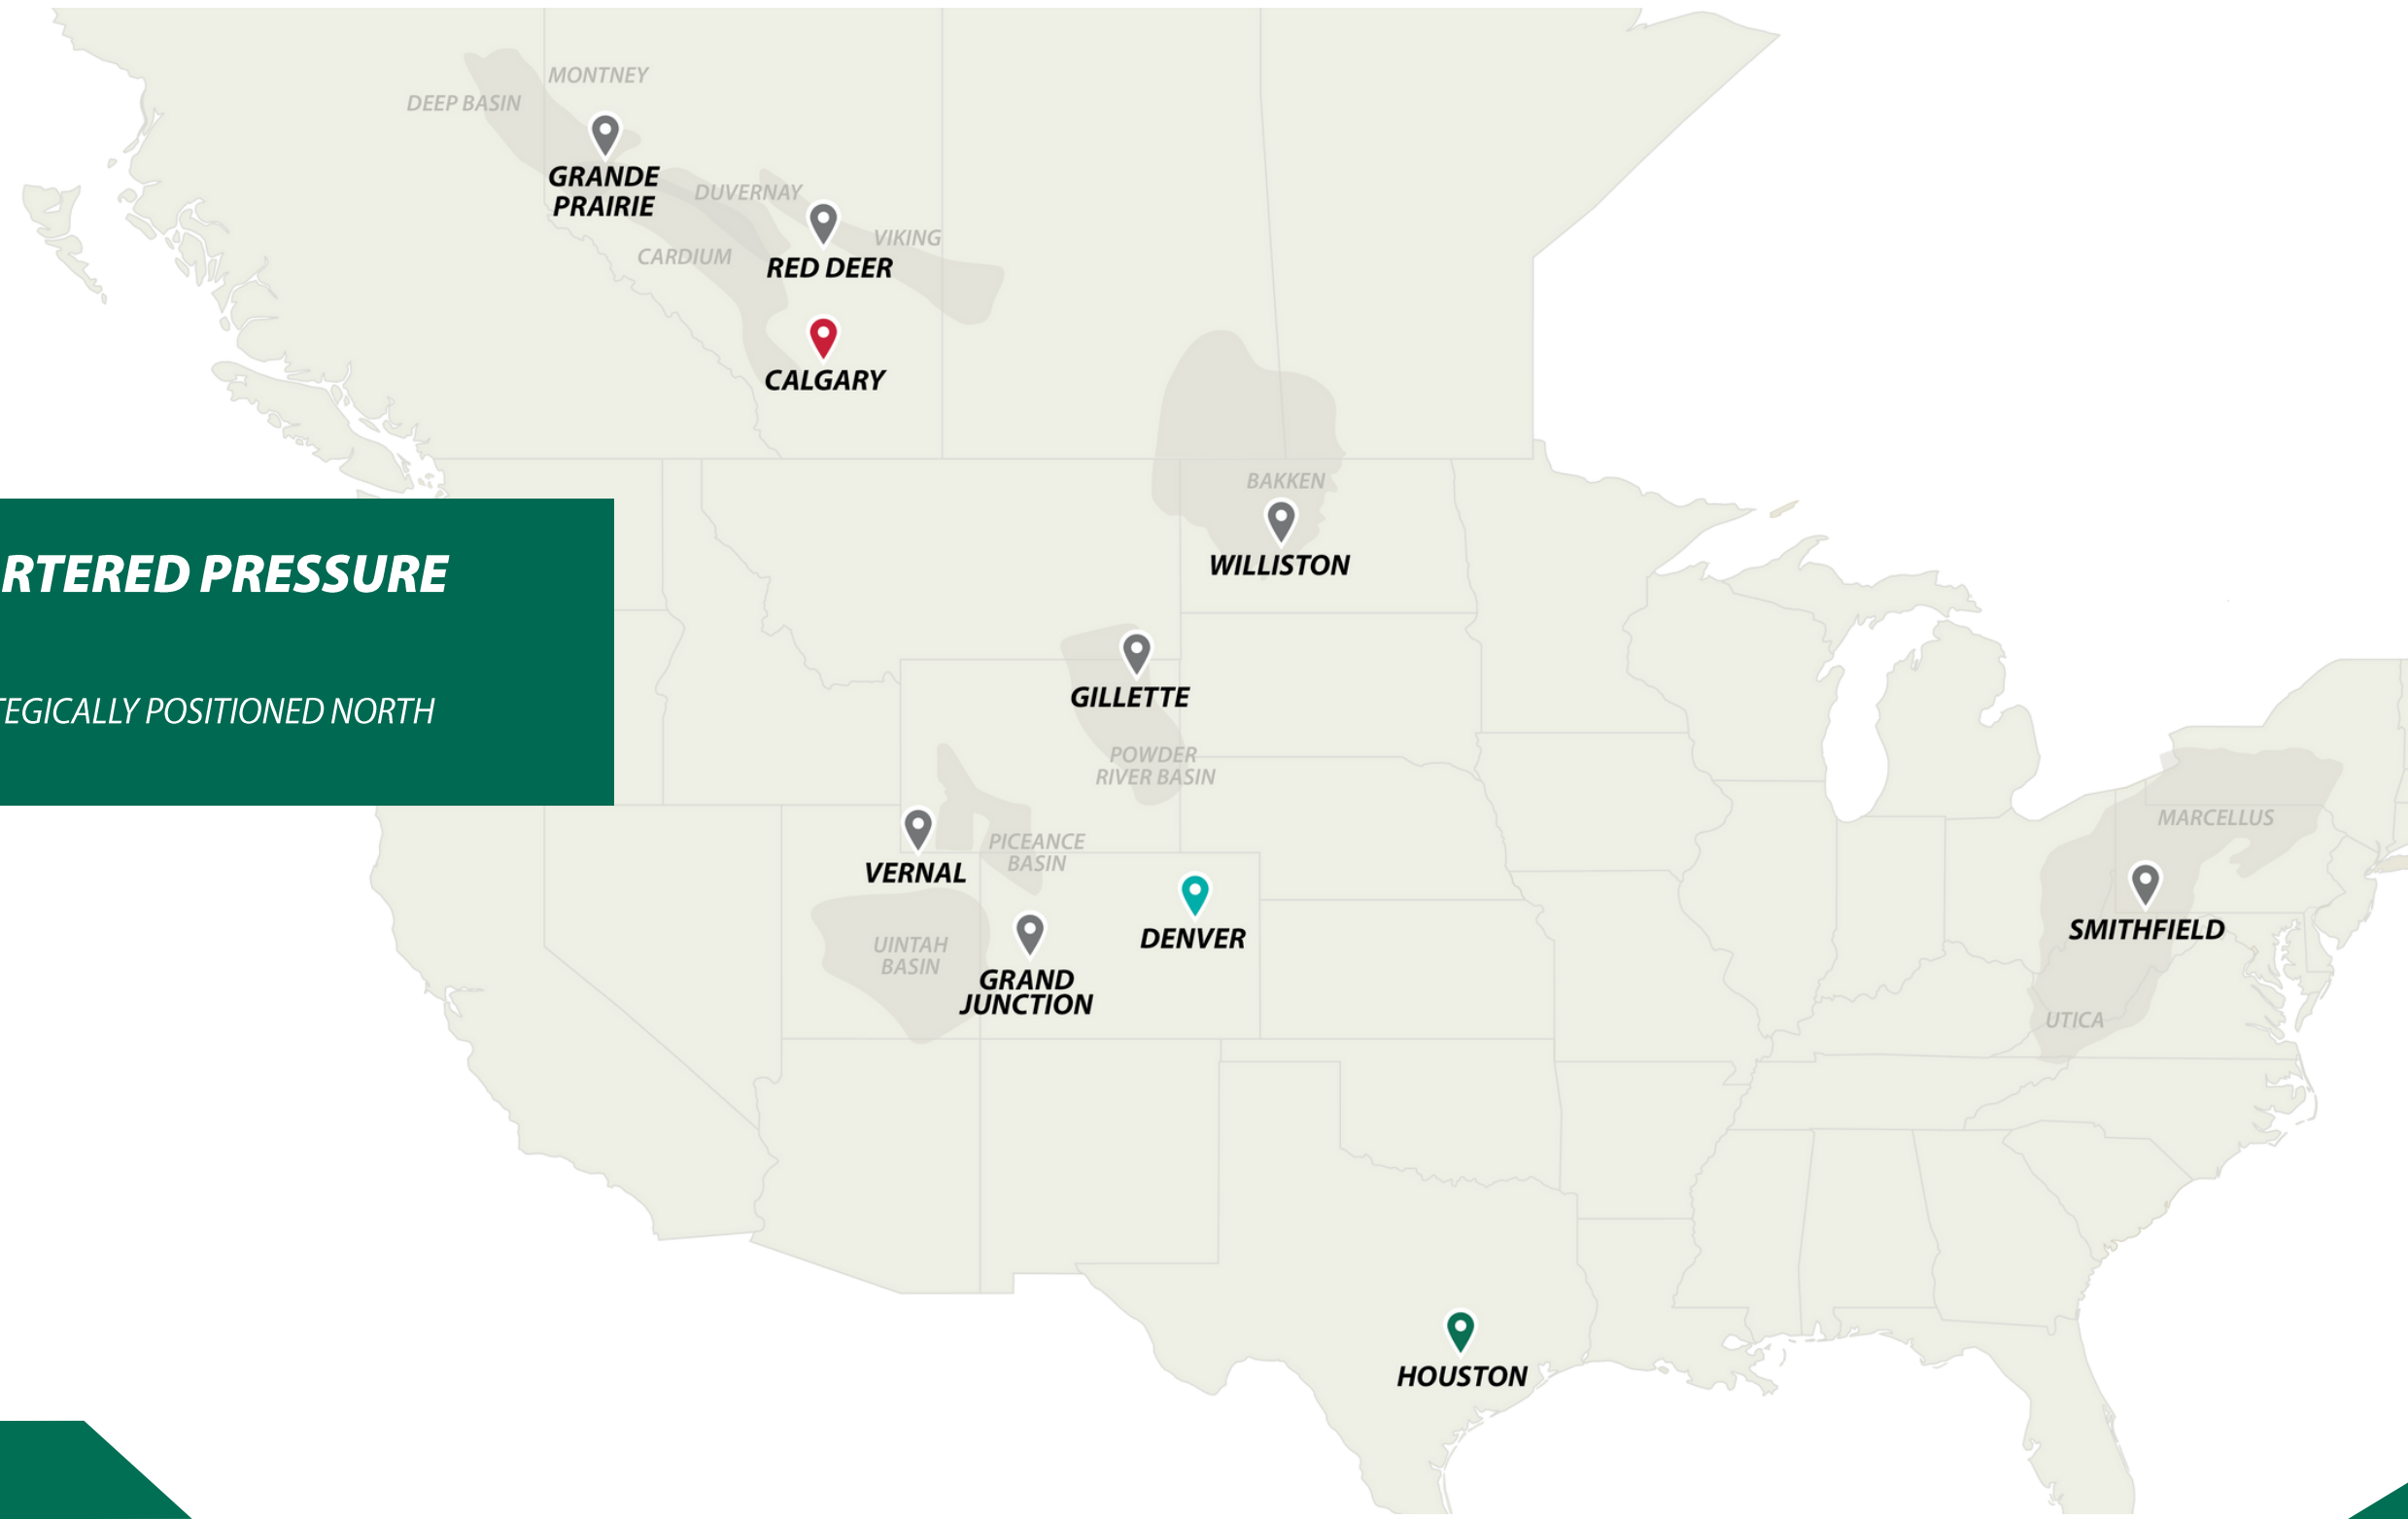 MONTNEY
DEEP BASIN
GRANDE
PRAIRIE
DUVERNAY
VIKING
CARDIUM
RED DEER
CALGARY
BAKKEN
WILLISTON
RTERED PRESSURE
TEGICALLY POSITIONED NORTH
GILLETTE
POWDER
RIVER BASIN
PICEANCE
BASIN
VERNAL
MARCELLUS
DENVER
SMITHFIELD
UINTAH
BASIN
GRAND
JUNCTION
UTICA
HOUSTON